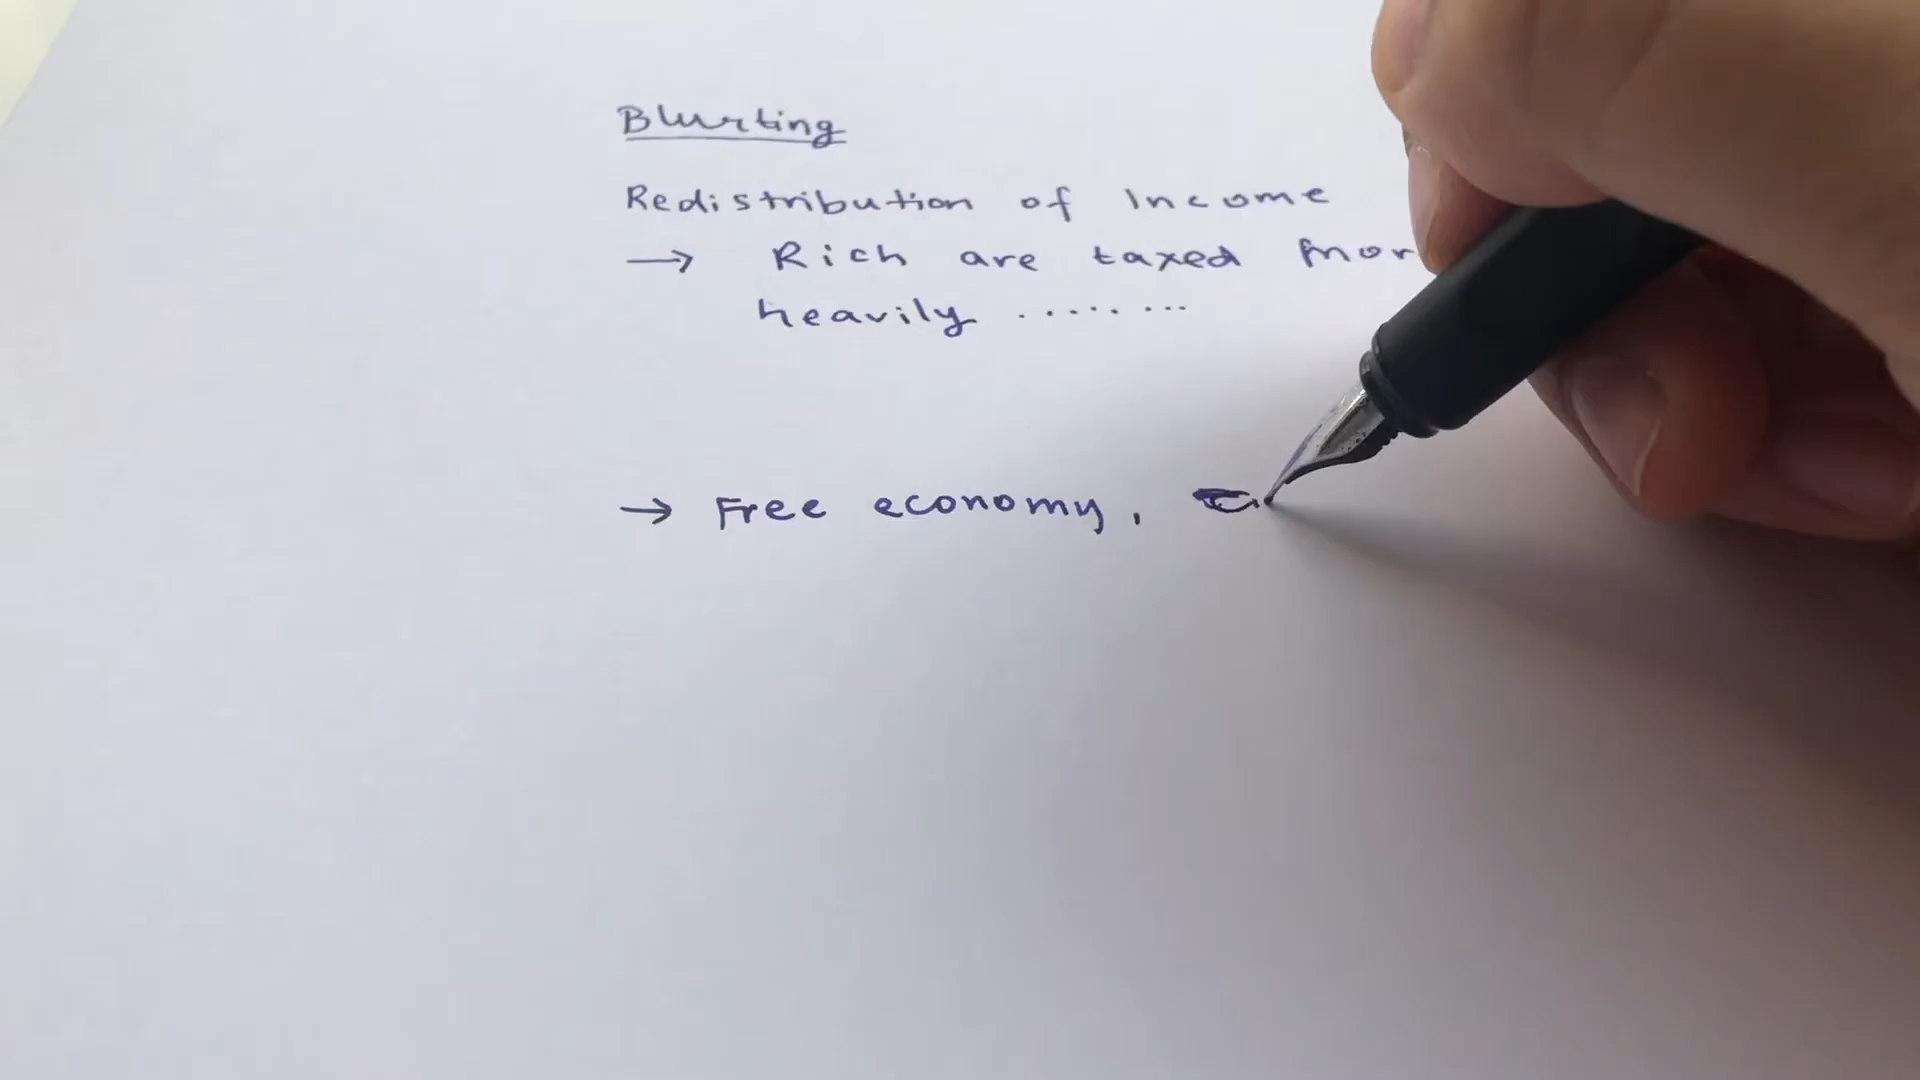 Blurting
Redistribution of Income
→ Rich are taxed mor
heavily ........
→ Free economy,